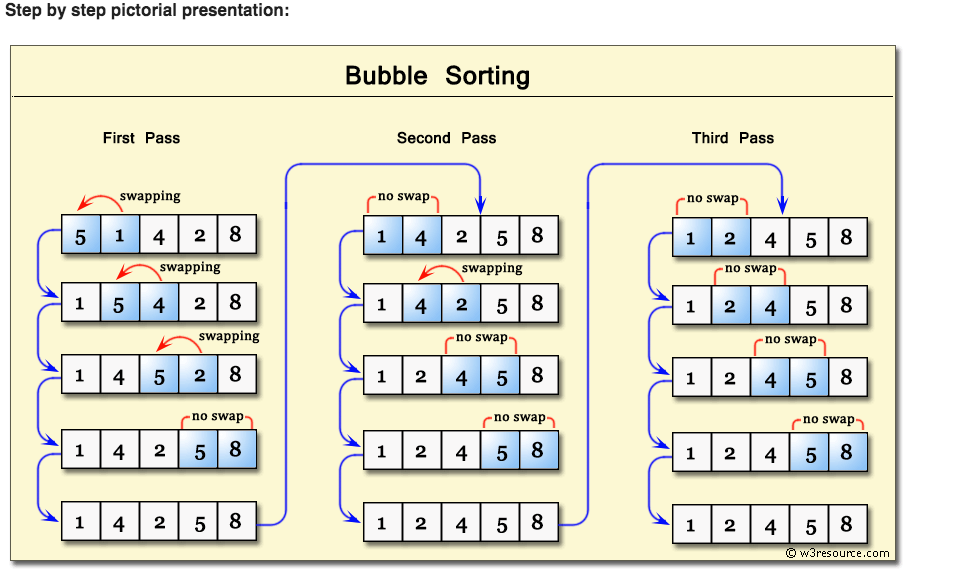 Step by step pictorial presentation:
Bubble Sorting
First Pass
swapping
5 1 4 2 8
swapping
1 5 4 2 8
swapping
1 4 5 2 8
no swap
1 4 2 5 8
1 4 2 5 8
Second Pass
no swap
1 4 2 5 8
swapping
1 4 2 5 8
no swap
1 2 4 5 8
no swap
1 2 4 5 8
1 2 4 5 8
Third Pass
no swap
1 2 4 5 8
no swap
1 2 4 5 8
no swap
1 2 4 5 8
no swap
1 2 4 5 8
1 2 4 5 8
© w3resource.com